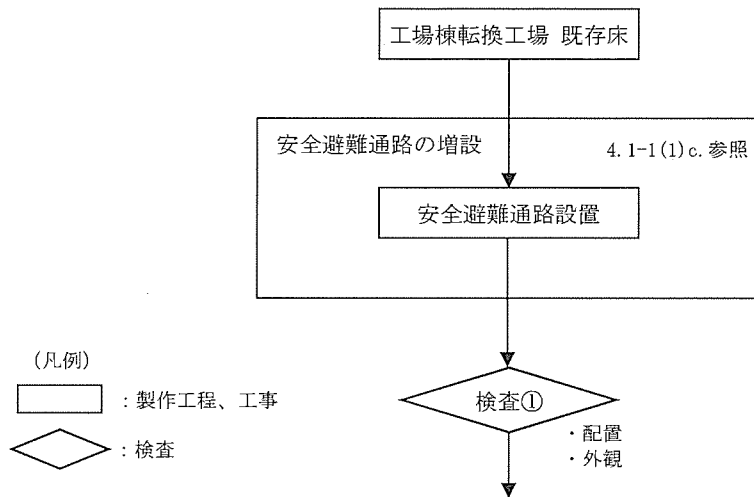 工場棟転換工場 既存床
安全避難通路の増設
4.1-1(1)c.参照
安全避難通路設置
検査①
・配置
・外観
(凡例)
：製作工程、工事
：検査